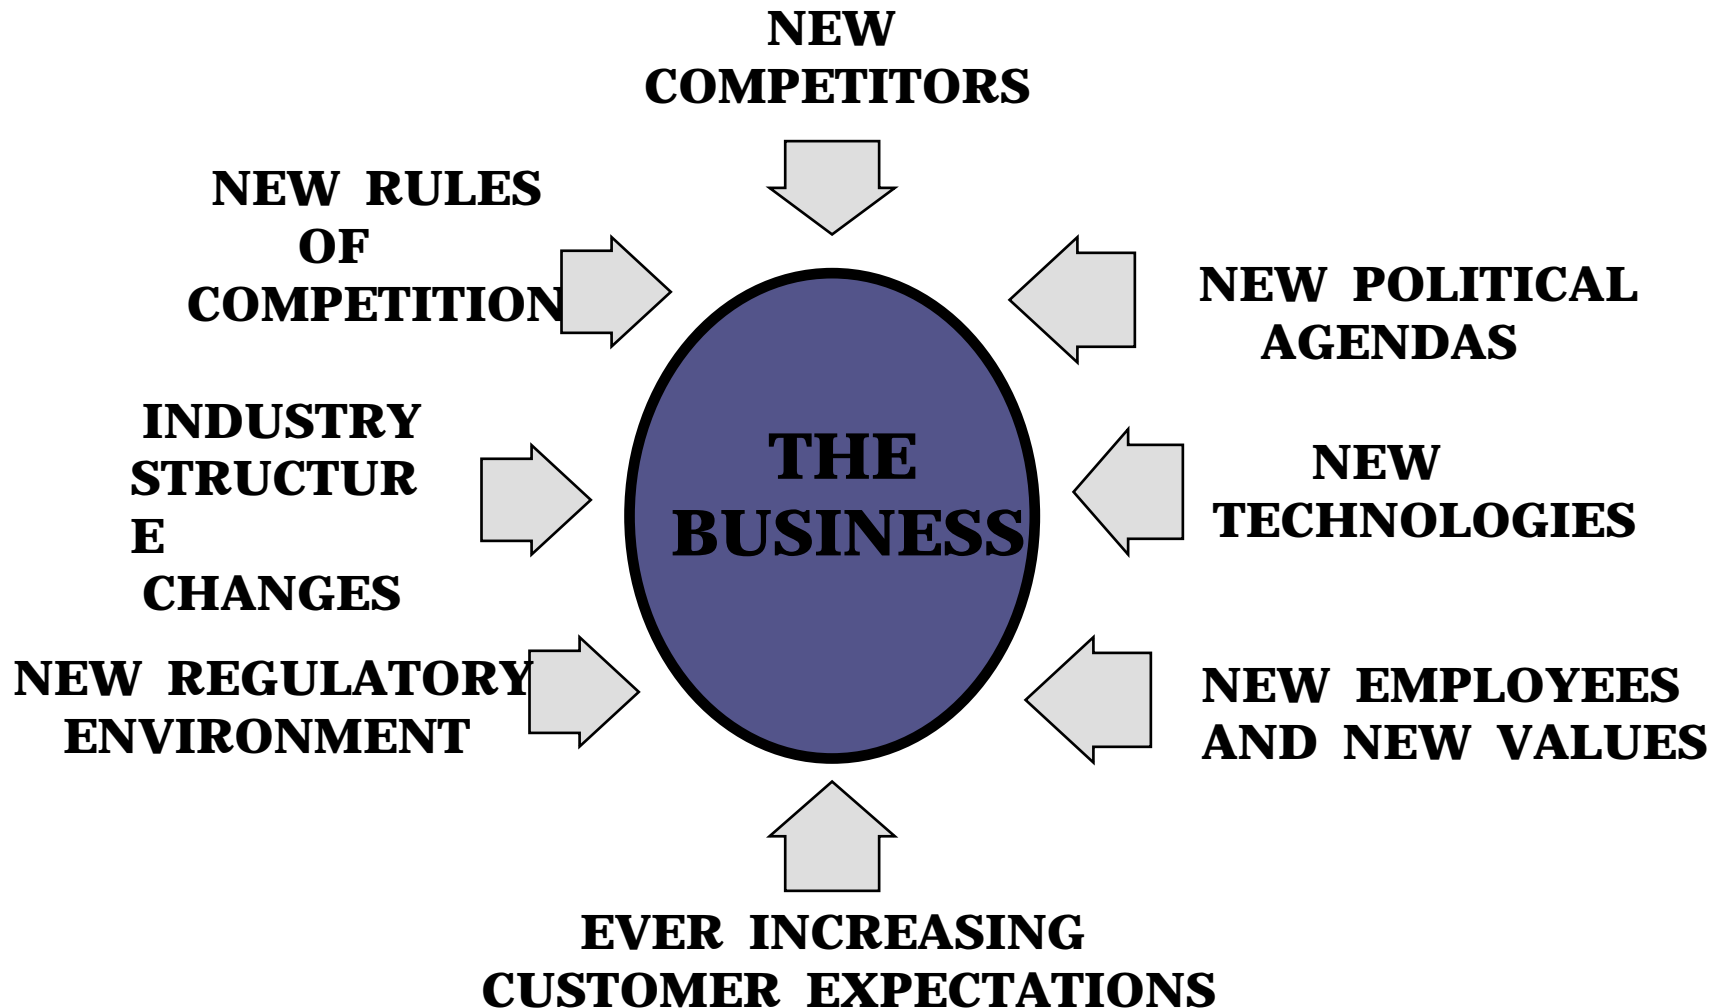 NEW
COMPETITORS
NEW RULES
OF
COMPETITION
NEW POLITICAL
AGENDAS
INDUSTRY
STRUCTUR
E
CHANGES
THE
BUSINESS
NEW
TECHNOLOGIES
NEW REGULATORY
ENVIRONMENT
NEW EMPLOYEES
AND NEW VALUES
EVER INCREASING
CUSTOMER EXPECTATIONS